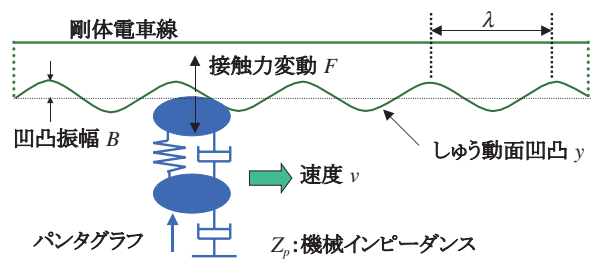 剛体電車線
λ
接触力変動 F
凹凸振幅 B
しゅう動面凹凸 y
速度 v
パンタグラフ
Zp:機械インピーダンス